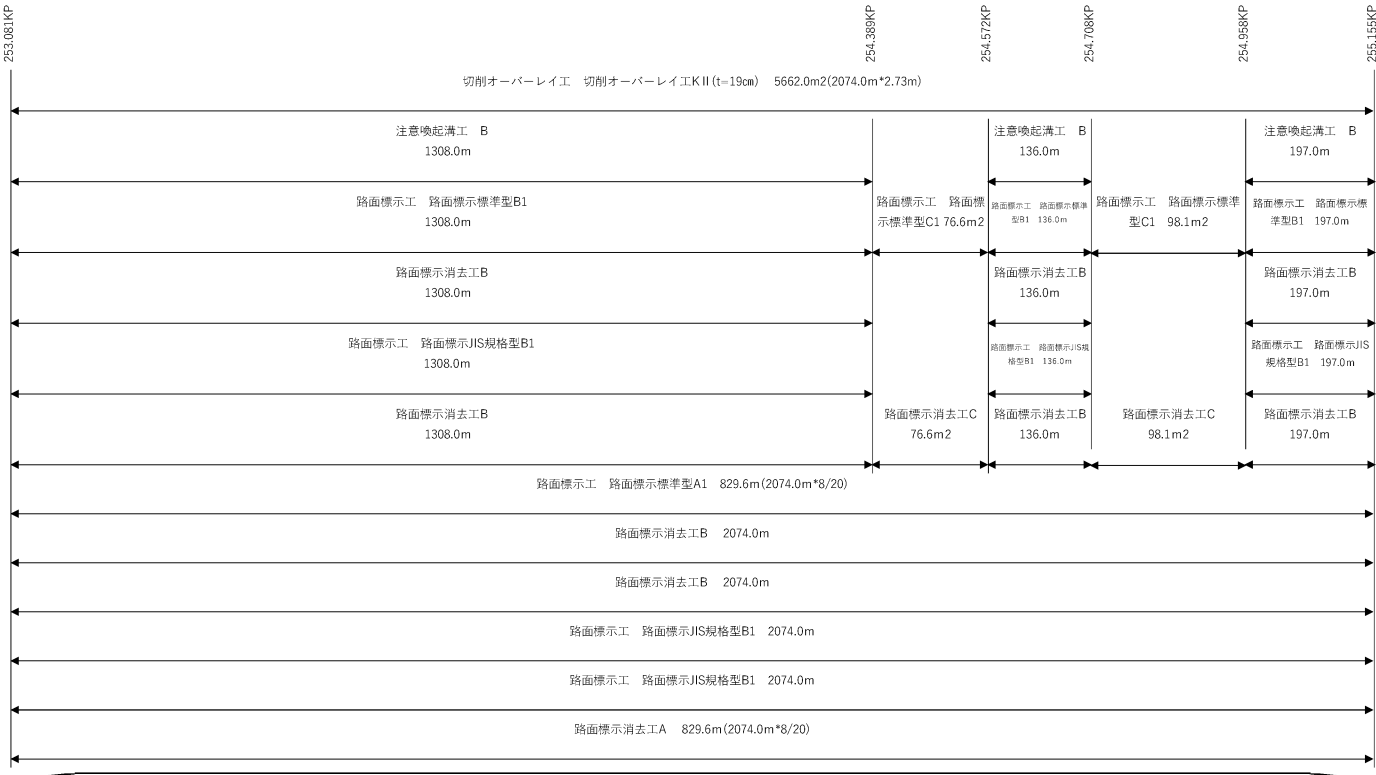 253.081KP
254.389KP
254.572KP
254.708KP
254.958KP
255.155KP
切削オーバーレイ工　切削オーバーレイ工KⅡ(t=19㎝)　5662.0m2(2074.0m*2.73m)
注意喚起溝工　B
1308.0m
注意喚起溝工　B
136.0m
注意喚起溝工　B
197.0m
路面標示工　路面標示標準型B1
1308.0m
路面標示工　路面標
示標準型C1 76.6m2
路面標示工　路面標示標準
型B1　136.0m
路面標示工　路面標示標準
型C1　98.1m2
路面標示工　路面標示標
準型B1　197.0m
路面標示消去工B
1308.0m
路面標示消去工B
136.0m
路面標示消去工B
197.0m
路面標示工　路面標示JIS規格型B1
1308.0m
路面標示工　路面標示JIS規
格型B1　136.0m
路面標示工　路面標示JIS
規格型B1　197.0m
路面標示消去工B
1308.0m
路面標示消去工C
76.6m2
路面標示消去工B
136.0m
路面標示消去工C
98.1m2
路面標示消去工B
197.0m
路面標示工　路面標示標準型A1　829.6m(2074.0m*8/20)
路面標示消去工B　2074.0m
路面標示消去工B　2074.0m
路面標示工　路面標示JIS規格型B1　2074.0m
路面標示工　路面標示JIS規格型B1　2074.0m
路面標示消去工A　829.6m(2074.0m*8/20)